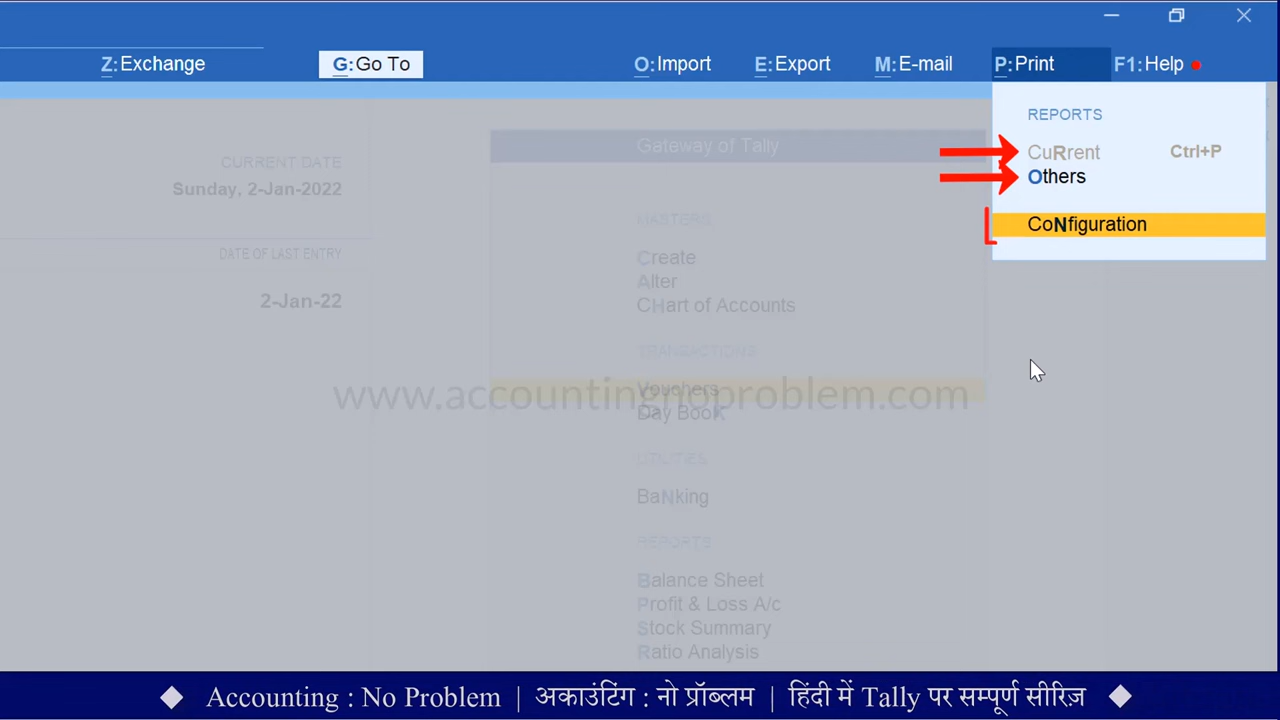 Z:Exchange G:Go To O:Import E:Export M:E-mail P:Print F1:Help
REPORTS
CuRrent Ctrl+P
Others
CoNfiguration
CURRENT DATE
Sunday, 2-Jan-2022
DATE OF LAST ENTRY
2-Jan-22
Gateway of Tally
MASTERS
Create
Alter
CHart of Accounts
TRANSACTIONS
Vouchers
Day Book
UTILITIES
BaNking
REPORTS
Balance Sheet
Profit & Loss A/c
Stock Summary
Ratio Analysis
www.accountingnoproblem.com
Accounting : No Problem | अकाउंटिंग : नो प्रॉब्लम | हिंदी में Tally पर सम्पूर्ण सीरिज़